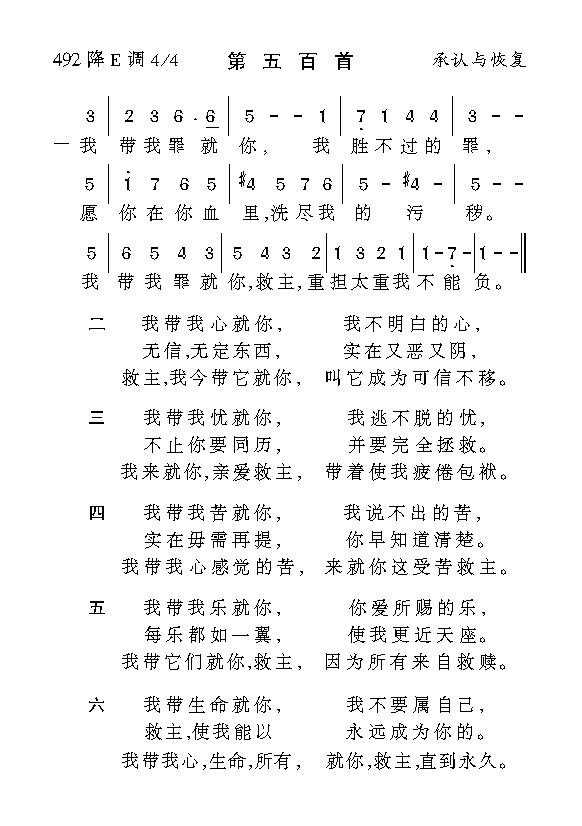 492降E调4/4 第五百首 承认与恢复
3 | 2 3 6 . 6 | 5 - - 1 | 7 1 4 4 | 3 - -
一我 带我罪就 你， 我 胜不过的 罪，
5 | 1 7 6 5 | #4 5 7 6 | 5 - #4 - | 5 - -
愿 你在你血 里,洗尽我 的 污 秽。
5 | 6 5 4 3 | 5 4 3 2 | 1 3 2 1 | 1 - 7 - | 1 - - ‖
我 带我罪就 你,救主, 重担太重我不能 负。
二 我带我心就你， 我不明白的心，
无信,无定东西， 实在又恶又阴，
救主,我今带它就你， 叫它成为可信不移。
三 我带我忧就你， 我逃不脱的忧，
不止你要同历， 并要完全拯救。
我来就你,亲爱救主， 带着使我疲倦包袱。
四 我带我苦就你， 我说不出的苦，
实在毋需再提， 你早知道清楚。
我带我心感觉的苦， 来就你这受苦救主。
五 我带我乐就你， 你爱所赐的乐，
每乐都如一翼， 使我更近天座。
我带它们就你,救主， 因为所有来自救赎。
六 我带生命就你， 我不要属自己，
救主,使我能以 永远成为你的。
我带我心,生命,所有， 就你,救主,直到永久。